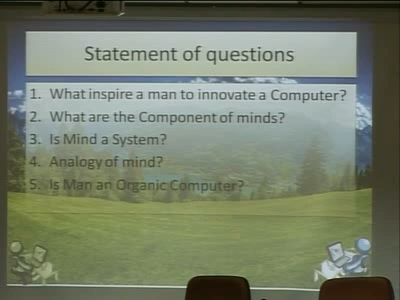 Statement of questions
1. What inspire a man to innovate a Computer?
2. What are the Component of minds?
3. Is Mind a System?
4. Analogy of mind?
5. Is Man an Organic Computer?